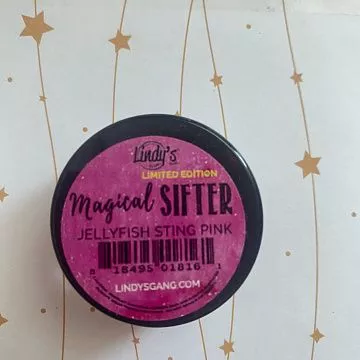 Lindy's
LIMITED EDITION
Magical SIFTER
JELLYFISH STING PINK
18495 01816
LINDYSGANG.COM